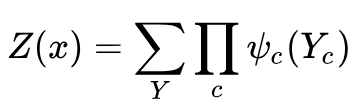 Z(x) = ∑_Y ∏_c ψ_c(Y_c)